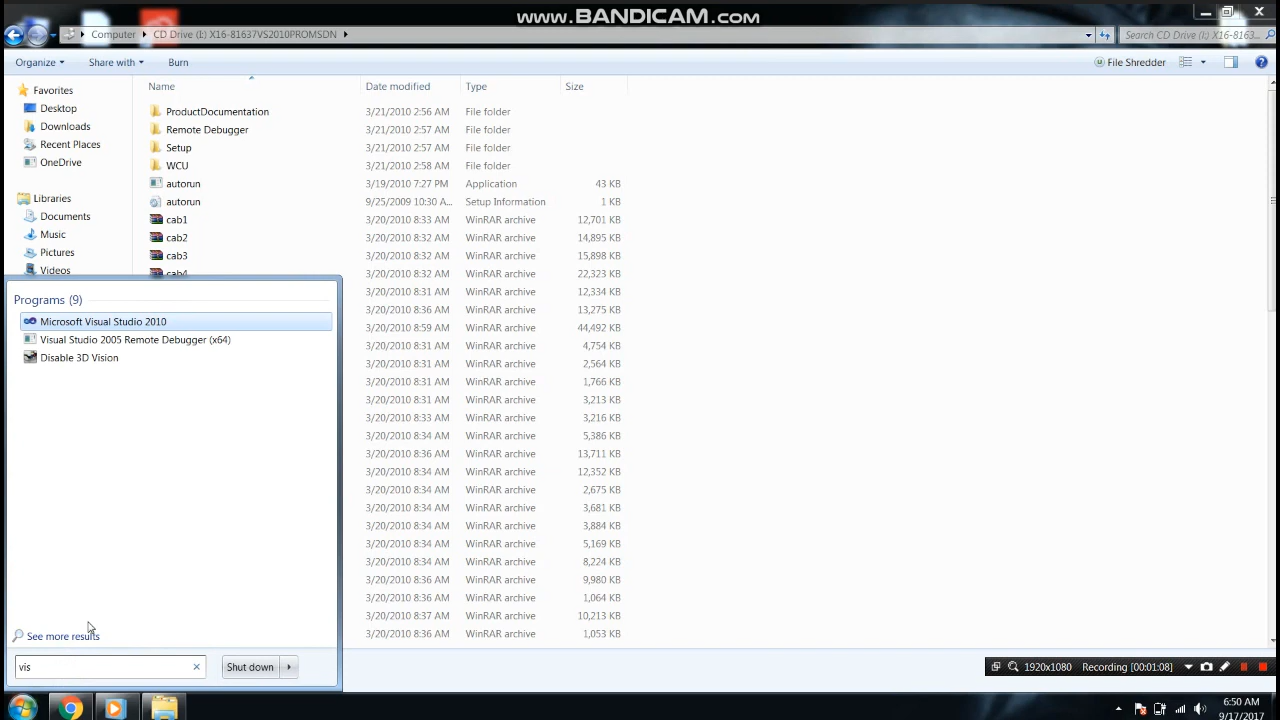 www.BANDICAM.com
Computer CD Drive (E:) X16-81637VS2010PROMSDN
Search CD Drive (I:) X16-8163...
Organize Share with Burn File Shredder
Name Date modified Type Size
Favorites
Desktop
Downloads
Recent Places
OneDrive
Libraries
Documents
Music
Pictures
Videos
ProductDocumentation 3/21/2010 2:56 AM File folder
Remote Debugger 3/21/2010 2:57 AM File folder
Setup 3/21/2010 2:57 AM File folder
WCU 3/21/2010 2:58 AM File folder
autorun 3/19/2010 7:27 PM Application 43 KB
autorun 9/25/2009 10:30 A... Setup Information 1 KB
cab1 3/20/2010 8:33 AM WinRAR archive 12,701 KB
cab2 3/20/2010 8:32 AM WinRAR archive 14,895 KB
cab3 3/20/2010 8:32 AM WinRAR archive 15,898 KB
cab4 3/20/2010 8:32 AM WinRAR archive 22,323 KB
3/20/2010 8:31 AM WinRAR archive 12,334 KB
3/20/2010 8:36 AM WinRAR archive 13,275 KB
3/20/2010 8:59 AM WinRAR archive 44,492 KB
3/20/2010 8:31 AM WinRAR archive 4,754 KB
3/20/2010 8:31 AM WinRAR archive 2,564 KB
3/20/2010 8:31 AM WinRAR archive 1,766 KB
3/20/2010 8:31 AM WinRAR archive 3,213 KB
3/20/2010 8:33 AM WinRAR archive 3,216 KB
3/20/2010 8:34 AM WinRAR archive 5,386 KB
3/20/2010 8:36 AM WinRAR archive 13,711 KB
3/20/2010 8:34 AM WinRAR archive 12,352 KB
3/20/2010 8:34 AM WinRAR archive 2,675 KB
3/20/2010 8:34 AM WinRAR archive 3,681 KB
3/20/2010 8:34 AM WinRAR archive 3,884 KB
3/20/2010 8:34 AM WinRAR archive 5,169 KB
3/20/2010 8:34 AM WinRAR archive 8,224 KB
3/20/2010 8:36 AM WinRAR archive 9,980 KB
3/20/2010 8:36 AM WinRAR archive 1,064 KB
3/20/2010 8:37 AM WinRAR archive 10,213 KB
3/20/2010 8:36 AM WinRAR archive 1,053 KB
Programs (9)
Microsoft Visual Studio 2010
Visual Studio 2005 Remote Debugger (x64)
Disable 3D Vision
See more results
vis
Shut down
1920x1080 Recording [00:01:08]
6:50 AM
9/17/2017